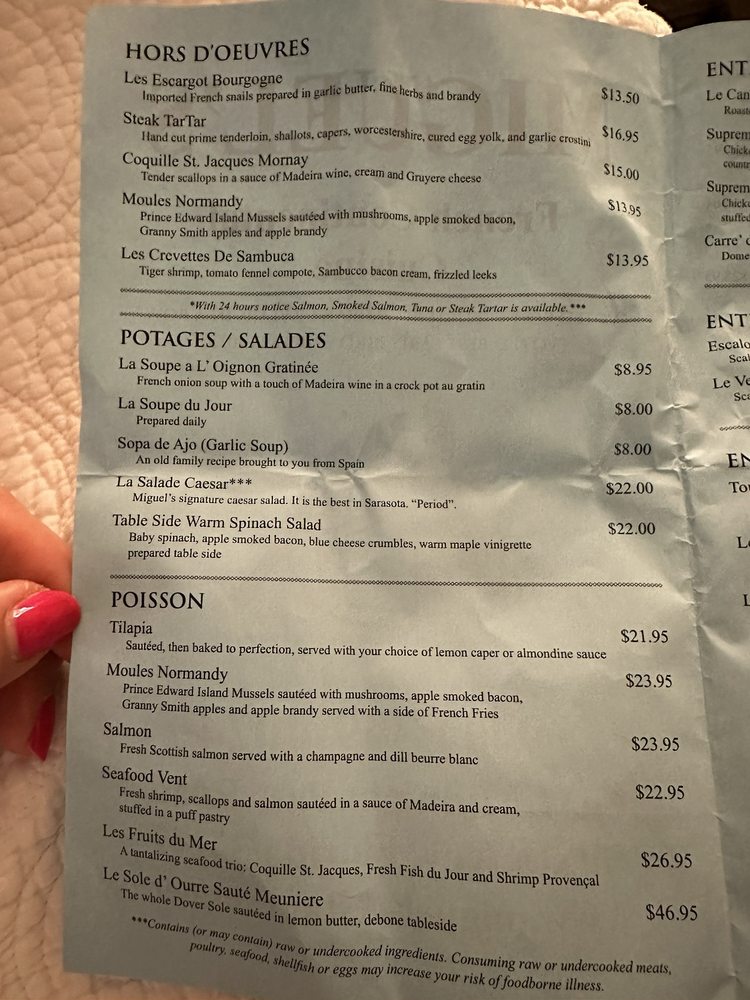 HORS D'OEUVRES
Les Escargot Bourgogne
Imported French snails prepared in garlic butter, fine herbs and brandy $13.50
Steak TarTar
Hand cut prime tenderloin, shallots, capers, worcestershire, cured egg yolk, and garlic crostini $16.95
Coquille St. Jacques Mornay
Tender scallops in a sauce of Madeira wine, cream and Gruyere cheese $15.00
Moules Normandy $13.95
Prince Edward Island Mussels sautéed with mushrooms, apple smoked bacon,
Granny Smith apples and apple brandy
Les Crevettes De Sambuca $13.95
Tiger shrimp, tomato fennel compote, Sambucco bacon cream, frizzled leeks
*With 24 hours notice Salmon, Smoked Salmon, Tuna or Steak Tartar is available.***
POTAGES / SALADES
La Soupe a L' Oignon Gratinée $8.95
French onion soup with a touch of Madeira wine in a crock pot au gratin
La Soupe du Jour $8.00
Prepared daily
Sopa de Ajo (Garlic Soup) $8.00
An old family recipe brought to you from Spain
La Salade Caesar*** $22.00
Miguel's signature caesar salad. It is the best in Sarasota. "Period".
Table Side Warm Spinach Salad $22.00
Baby spinach, apple smoked bacon, blue cheese crumbles, warm maple vinigrette
prepared table side
POISSON
Tilapia $21.95
Sautéed, then baked to perfection, served with your choice of lemon caper or almondine sauce
Moules Normandy $23.95
Prince Edward Island Mussels sautéed with mushrooms, apple smoked bacon,
Granny Smith apples and apple brandy served with a side of French Fries
Salmon $23.95
Fresh Scottish salmon served with a champagne and dill beurre blanc
Seafood Vent $22.95
Fresh shrimp, scallops and salmon sautéed in a sauce of Madeira and cream,
stuffed in a puff pastry
Les Fruits du Mer $26.95
A tantalizing seafood trio; Coquille St. Jacques, Fresh Fish du Jour and Shrimp Provençal
Le Sole d' Ourre Sauté Meuniere $46.95
The whole Dover Sole sautéed in lemon butter, debone tableside
***Contains (or may contain) raw or undercooked ingredients. Consuming raw or undercooked meats,
poultry, seafood, shellfish or eggs may increase your risk of foodborne illness.
ENT
Le Can
Roast
Suprem
Chick
countr
Suprem
Chick
stuffed
Carre'
Dome
ENT
Escalo
Scal
Le Ve
Sca
EN
To
L
L